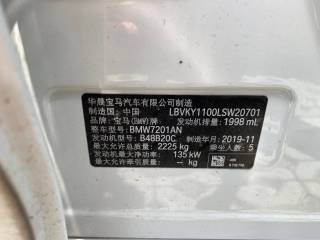 华晨宝马汽车有限公司制造
制造国：中国 LBVKY1100LSW20701
品牌：宝马(BMW)牌 发动机排量：1998 mL
整车型号：BMW7201AN
发动机型号：B48B20C 制造年月：2019-11
最大允许总质量：2225 kg 乘坐人数：5
发动机最大净功率：135 kW
最大允许牵引质量：— kg